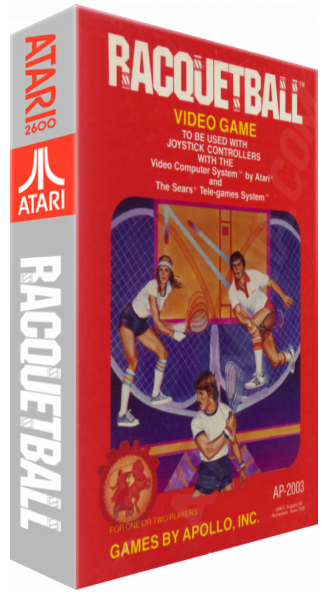 ATARI
2600
ATARI
RACQUETBALL
RACQUETBALL™
VIDEO GAME
TO BE USED WITH
JOYSTICK CONTROLLERS
WITH THE
Video Computer System™ by Atari®
and
The Sears® Tele-games System™
AP-2003
FOR ONE OR TWO PLAYERS
GAMES BY APOLLO, INC.